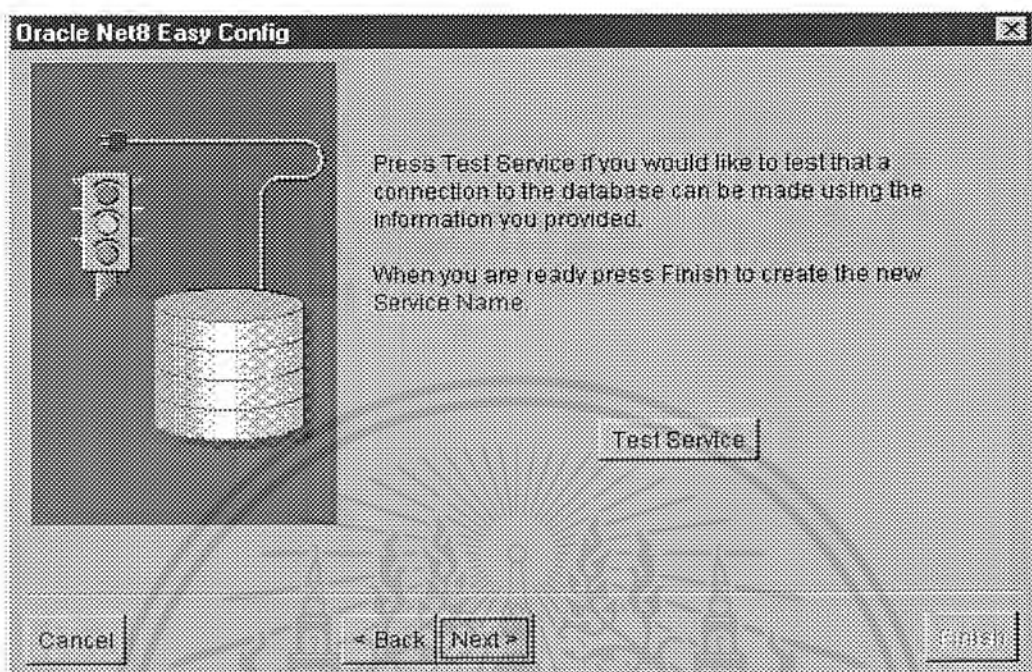 Oracle Net8 Easy Config
Press Test Service if you would like to test that a
connection to the database can be made using the
information you provided.
When you are ready press Finish to create the new
Service Name.
Test Service
Cancel
< Back
Next >
Finish